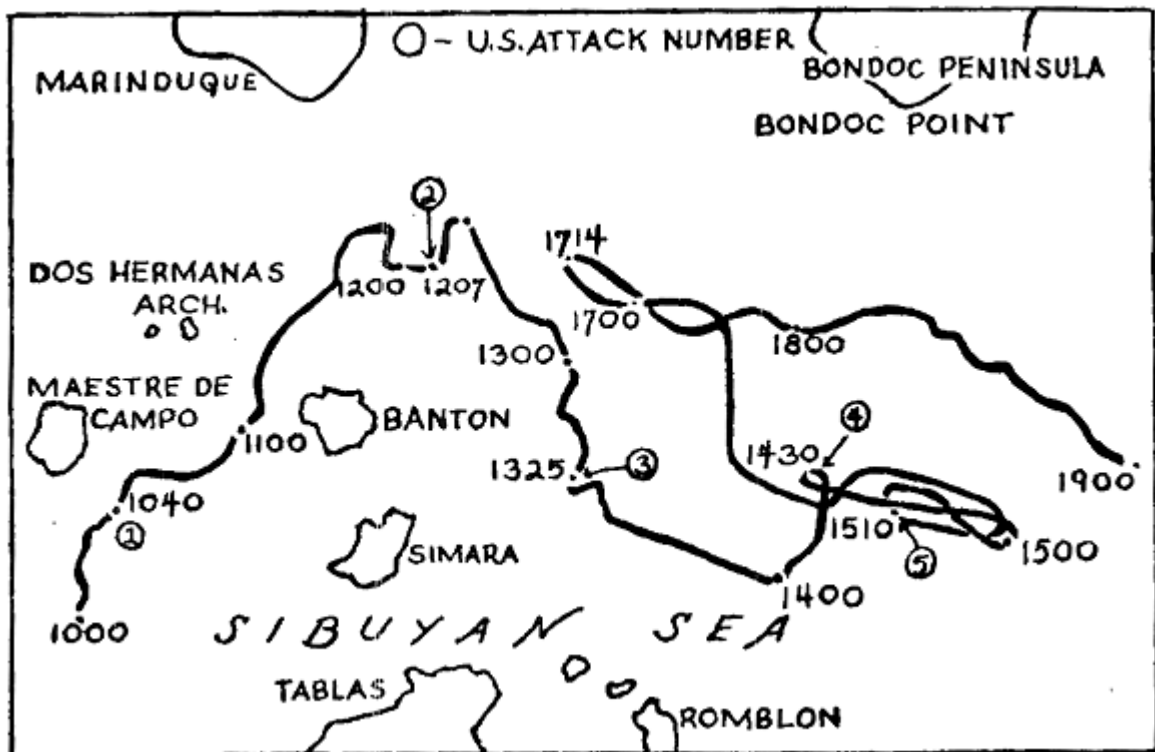 O - U.S. ATTACK NUMBER
MARINDUQUE
BONDOC PENINSULA
BONDOC POINT
2
1714
DOS HERMANAS
ARCH.
1200
1207
1700
1800
1300
MAESTRE DE
CAMPO
BANTON
1100
4
1430
1325
3
1900
1040
1
1510
5
1500
SIMARA
1400
1000
SIBUYAN SEA
TABLAS
ROMBLON